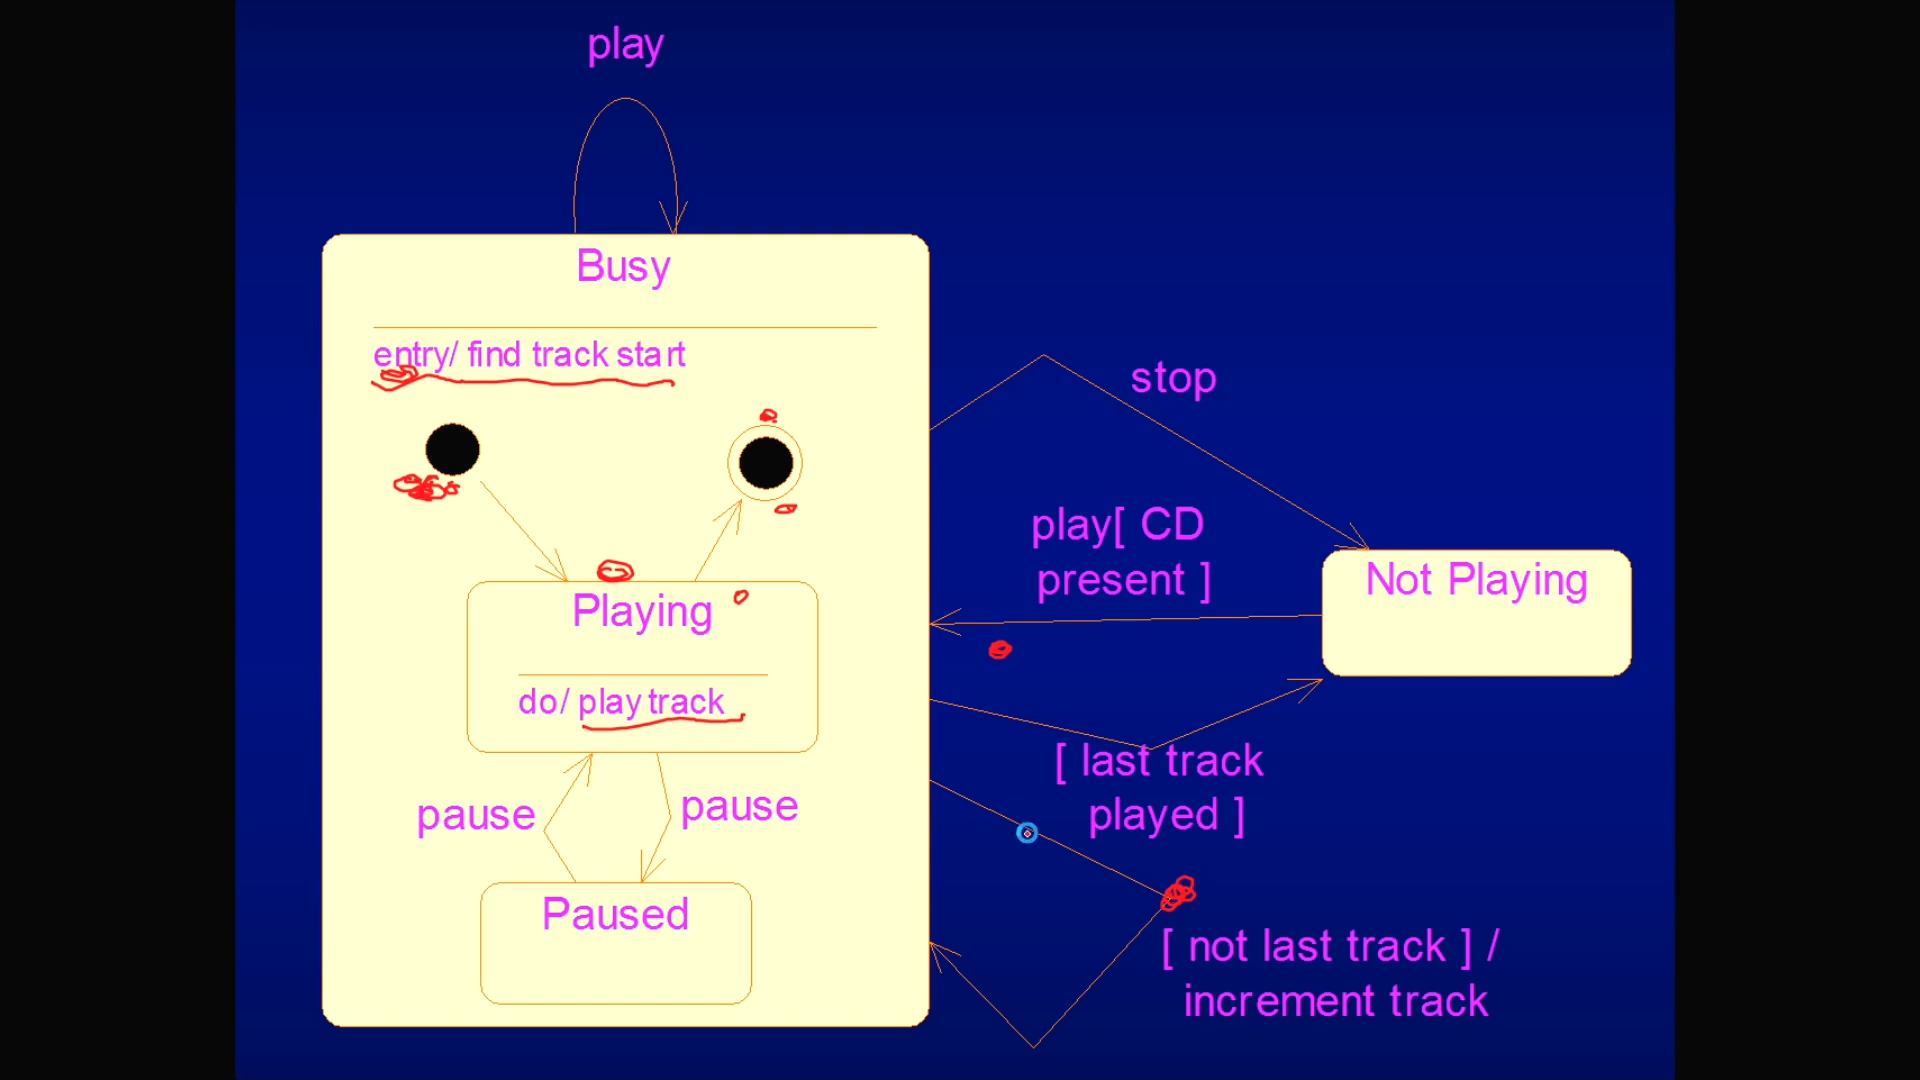 play
Busy
entry/ find track start
stop
play[ CD
present ]
Not Playing
Playing
do/ play track
[ last track
played ]
pause
pause
Paused
[ not last track ] /
increment track